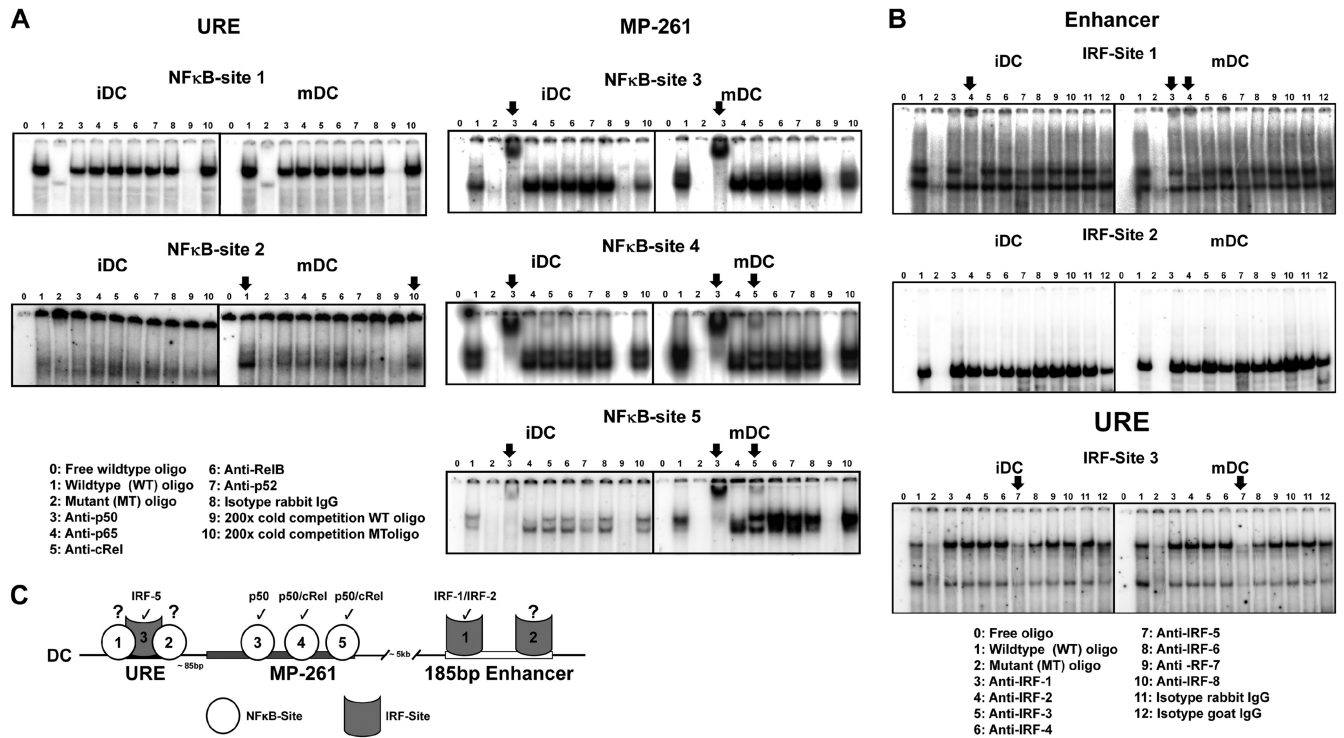 A
URE
NFκB-site 1
iDC
mDC
0 1 2 3 4 5 6 7 8 9 10 0 1 2 3 4 5 6 7 8 9 10
NFκB-site 2
iDC
mDC
0 1 2 3 4 5 6 7 8 9 10 0 1 2 3 4 5 6 7 8 9 10
0: Free wildtype oligo
1: Wildtype (WT) oligo
2: Mutant (MT) oligo
3: Anti-p50
4: Anti-p65
5: Anti-cRel
6: Anti-RelB
7: Anti-p52
8: Isotype rabbit IgG
9: 200x cold competition WT oligo
10: 200x cold competition MToligo
MP-261
NFκB-site 3
iDC
mDC
0 1 2 3 4 5 6 7 8 9 10 0 1 2 3 4 5 6 7 8 9 10
NFκB-site 4
iDC
mDC
0 1 2 3 4 5 6 7 8 9 10 0 1 2 3 4 5 6 7 8 9 10
NFκB-site 5
iDC
mDC
0 1 2 3 4 5 6 7 8 9 10 0 1 2 3 4 5 6 7 8 9 10
B
Enhancer
IRF-Site 1
iDC
mDC
0 1 2 3 4 5 6 7 8 9 10 11 12 0 1 2 3 4 5 6 7 8 9 10 11 12
IRF-Site 2
iDC
mDC
0 1 2 3 4 5 6 7 8 9 10 11 12 0 1 2 3 4 5 6 7 8 9 10 11 12
URE
IRF-Site 3
iDC
mDC
0 1 2 3 4 5 6 7 8 9 10 11 12 0 1 2 3 4 5 6 7 8 9 10 11 12
0: Free oligo
1: Wildtype (WT) oligo
2: Mutant (MT) oligo
3: Anti-IRF-1
4: Anti-IRF-2
5: Anti-IRF-3
6: Anti-IRF-4
7: Anti-IRF-5
8: Anti-IRF-6
9: Anti -RF-7
10: Anti-IRF-8
11: Isotype rabbit IgG
12: Isotype goat IgG
C
IRF-5 p50 p50/cRel p50/cRel IRF-1/IRF-2
? ✓ ? ✓ ✓ ✓ ✓ ?
1 3 2 3 4 5 1 2
DC
~ 85bp ~ 5kb
URE MP-261 185bp Enhancer
NFκB-Site IRF-Site